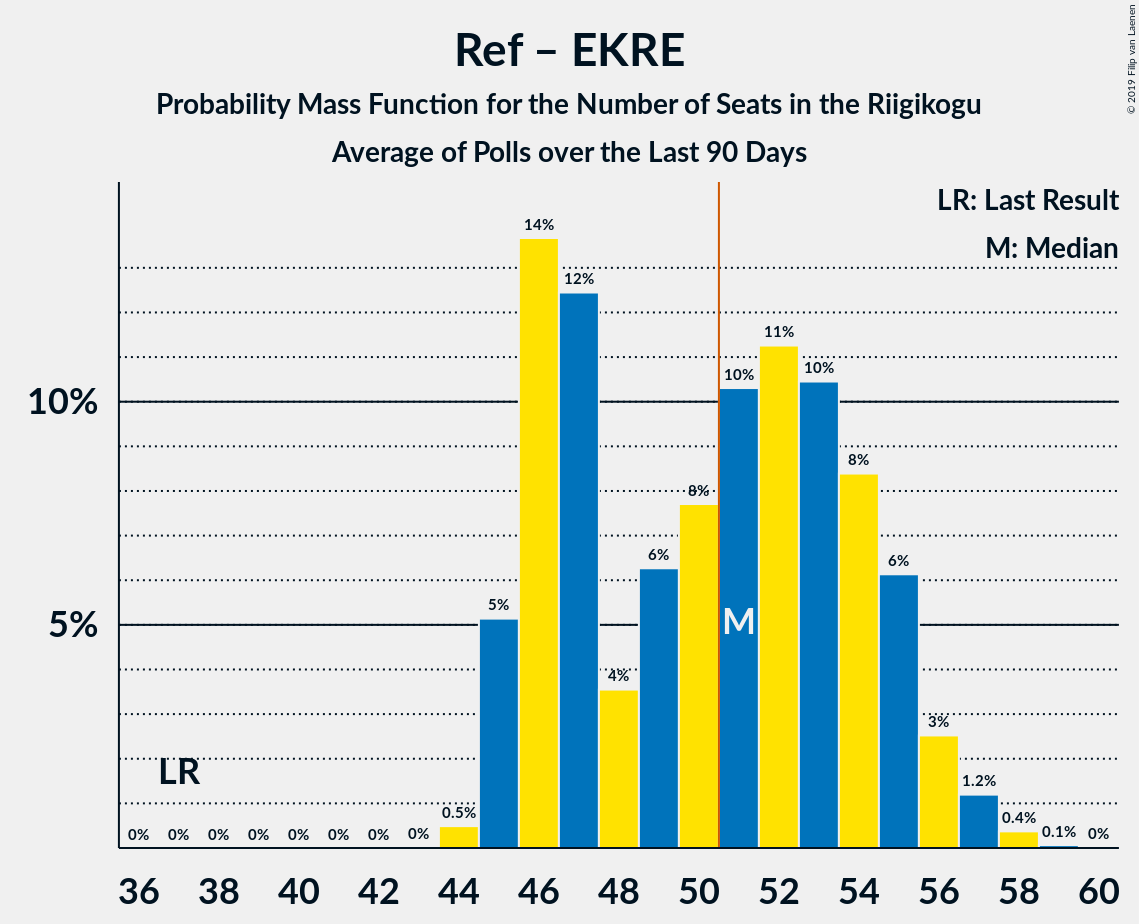 Ref – EKRE
Probability Mass Function for the Number of Seats in the Riigikogu
Average of Polls over the Last 90 Days
© 2019 Filip van Laenen
LR: Last Result
M: Median
14%
12%
11%
10%
10%
10%
8%
8%
6%
6%
5%
5%
M
4%
3%
LR
1.2%
0.5%
0.4%
0.1%
0% 0% 0% 0% 0% 0% 0% 0% 0%
36 38 40 42 44 46 48 50 52 54 56 58 60